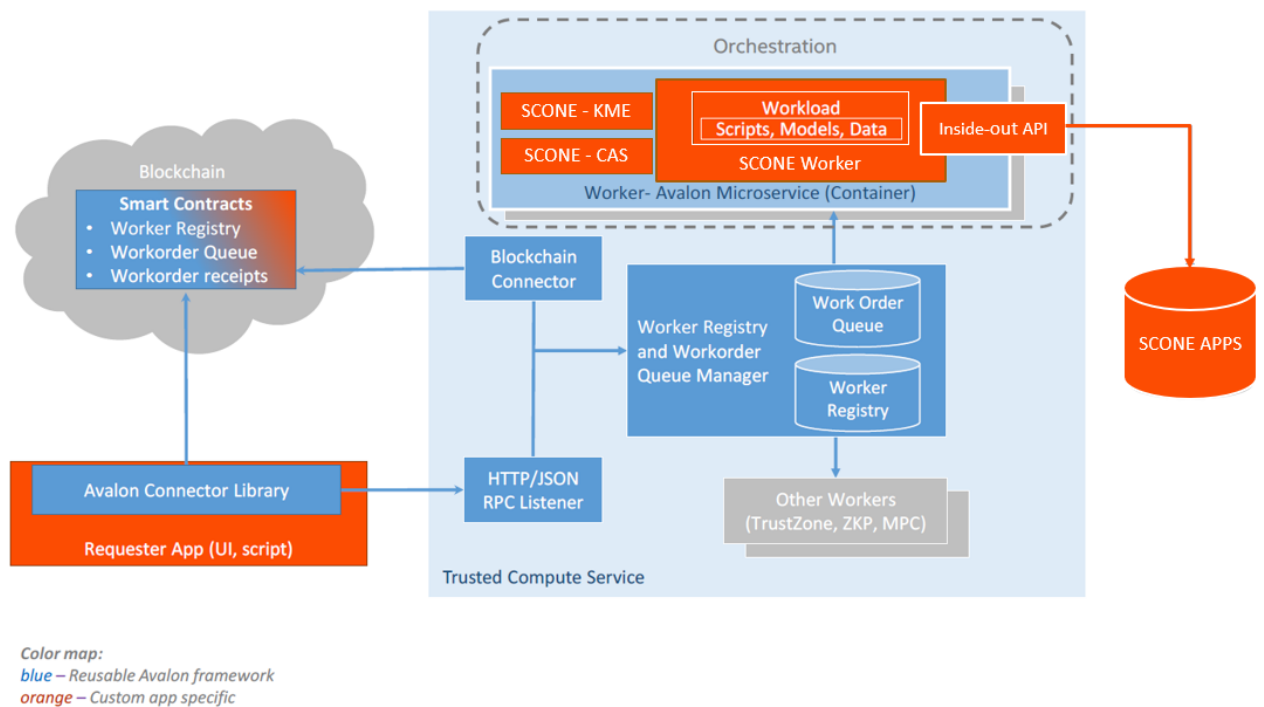 Orchestration
SCONE - KME
SCONE - CAS
Workload
Scripts, Models, Data
SCONE Worker
Inside-out API
Worker- Avalon Microservice (Container)
Blockchain
Smart Contracts
• Worker Registry
• Workorder Queue
• Workorder receipts
Blockchain
Connector
Worker Registry
and Workorder
Queue Manager
Work Order
Queue
Worker
Registry
SCONE APPS
Avalon Connector Library
Requester App (UI, script)
HTTP/JSON
RPC Listener
Other Workers
(TrustZone, ZKP, MPC)
Trusted Compute Service
Color map:
blue – Reusable Avalon framework
orange – Custom app specific